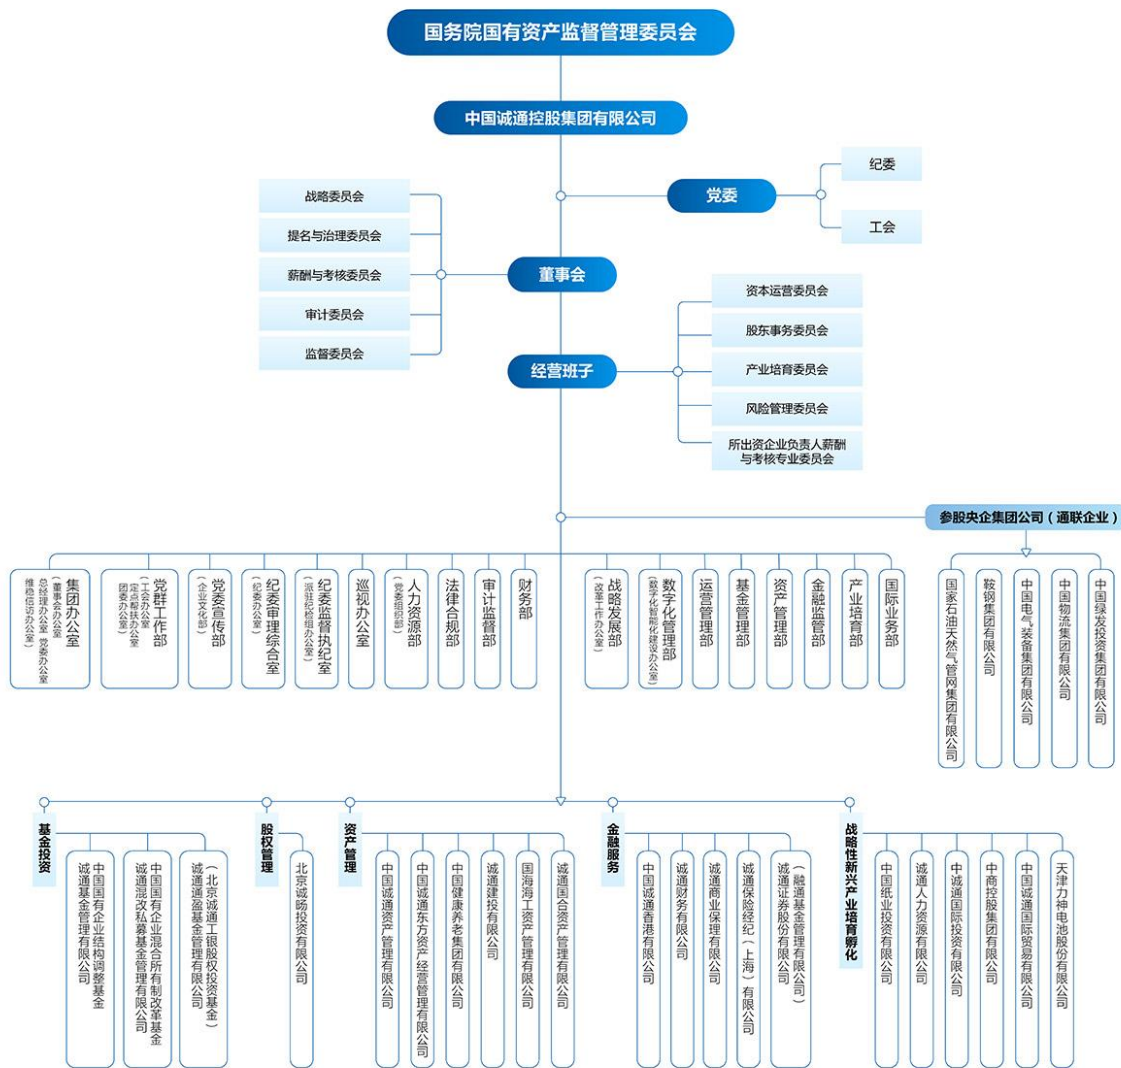 国务院国有资产监督管理委员会
中国诚通控股集团有限公司
党委
纪委
工会
董事会
战略委员会
提名与治理委员会
薪酬与考核委员会
审计委员会
监督委员会
经营班子
资本运营委员会
股东事务委员会
产业培育委员会
风险管理委员会
所出资企业负责人薪酬
与考核专业委员会
参股央企集团公司（通联企业）
国家石油天然气管网集团有限公司
鞍钢集团有限公司
中国电气装备集团有限公司
中国物流集团有限公司
中国绿发投资集团有限公司
集团办公室
（董事会办公室
总经理办公室 党委办公室
维稳信访办公室）
党群工作部
（工会办公室
定点帮扶办公室
团委办公室）
党委宣传部
（企业文化部）
纪委审理综合室
（纪委办公室）
纪委监督执纪室
（派驻纪检组办公室）
巡视办公室
人力资源部
（党委组织部）
法律合规部
审计监督部
财务部
战略发展部
（改革工作办公室）
数字化管理部
（数字化智能化建设办公室）
运营管理部
基金管理部
资产管理部
金融监管部
产业培育部
国际业务部
基金投资
中国国有企业结构调整基金
诚通基金管理有限公司
中国国有企业混合所有制改革基金
诚通混改私募基金管理有限公司
（北京诚通工银股权投资基金）
诚通通盈基金管理有限公司
股权管理
北京诚旸投资有限公司
资产管理
中国诚通资产管理有限公司
中国诚通东方资产经营管理有限公司
中国健康养老集团有限公司
诚通建投有限公司
国海海工资产管理有限公司
诚通国合资产管理有限公司
金融服务
中国诚通香港有限公司
诚通财务有限公司
诚通商业保理有限公司
诚通保险经纪（上海）有限公司
（融通基金管理有限公司）
诚通证券股份有限公司
战略性新兴产业培育孵化
中国纸业投资有限公司
诚通人力资源有限公司
中诚通国际投资有限公司
中商控股集团有限公司
中国诚通国际贸易有限公司
天津力神电池股份有限公司